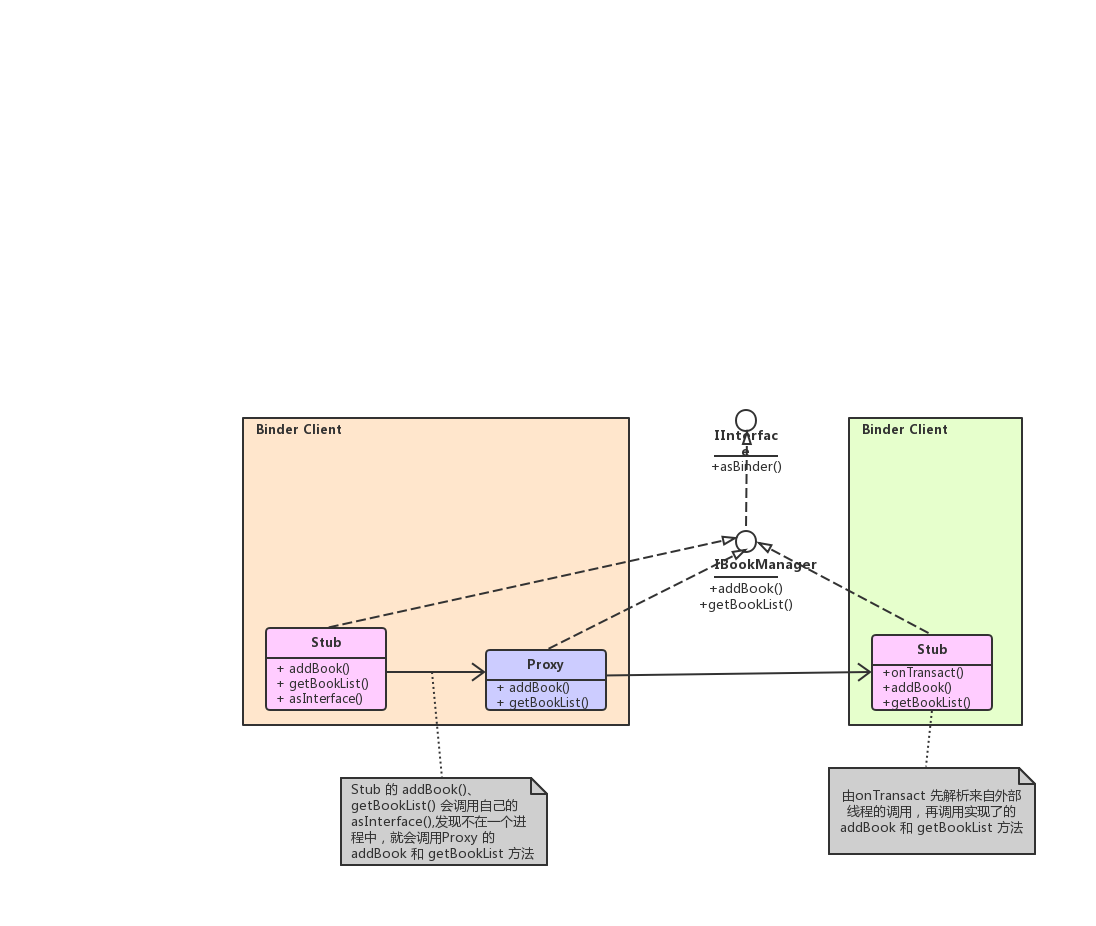 Binder Client
IInterfac
e
+asBinder()
Binder Client
IBookManager
+addBook()
+getBookList()
Stub
+ addBook()
+ getBookList()
+ asInterface()
Proxy
+ addBook()
+ getBookList()
Stub
+onTransact()
+addBook()
+getBookList()
Stub 的 addBook()、
getBookList() 会调用自己的
asInterface(),发现不在一个进
程中，就会调用Proxy 的
addBook 和 getBookList 方法
由onTransact 先解析来自外部
线程的调用，再调用实现了的
addBook 和 getBookList 方法